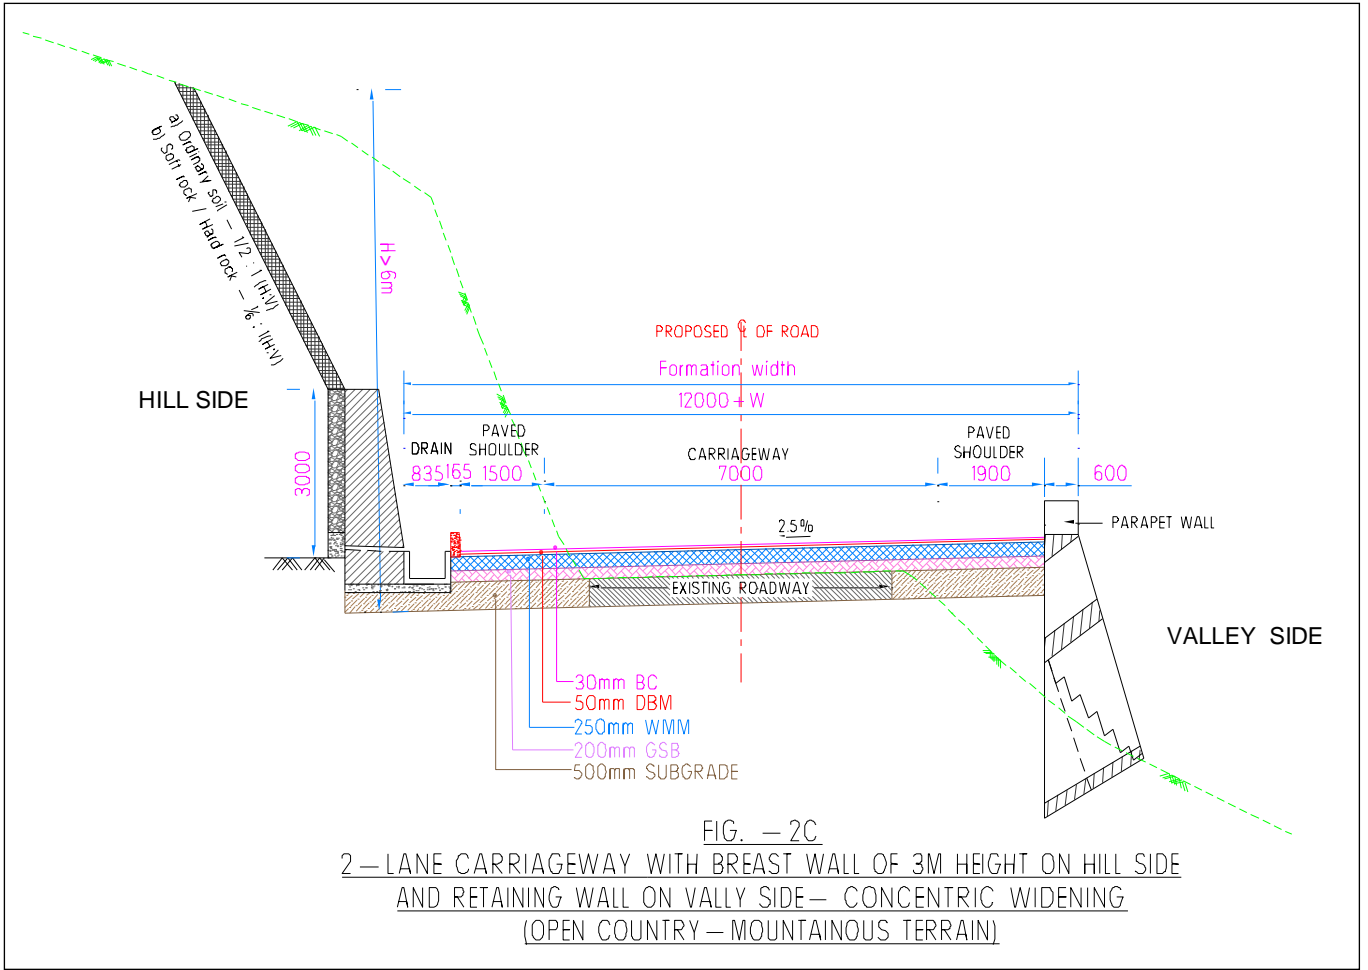 a) Ordinary soil – 1/2 : 1 (H:V)
b) Soft rock / Hard rock – ⅙ : 1(H:V)
H>6m
PROPOSED ℄ OF ROAD
Formation width
12000+W
HILL SIDE
DRAIN
PAVED
SHOULDER
CARRIAGEWAY
PAVED
SHOULDER
835 165 1500 7000 1900 600
3000
2.5%
PARAPET WALL
EXISTING ROADWAY
VALLEY SIDE
30mm BC
50mm DBM
250mm WMM
200mm GSB
500mm SUBGRADE
FIG. – 2C
2 – LANE CARRIAGEWAY WITH BREAST WALL OF 3M HEIGHT ON HILL SIDE
AND RETAINING WALL ON VALLY SIDE – CONCENTRIC WIDENING
(OPEN COUNTRY – MOUNTAINOUS TERRAIN)